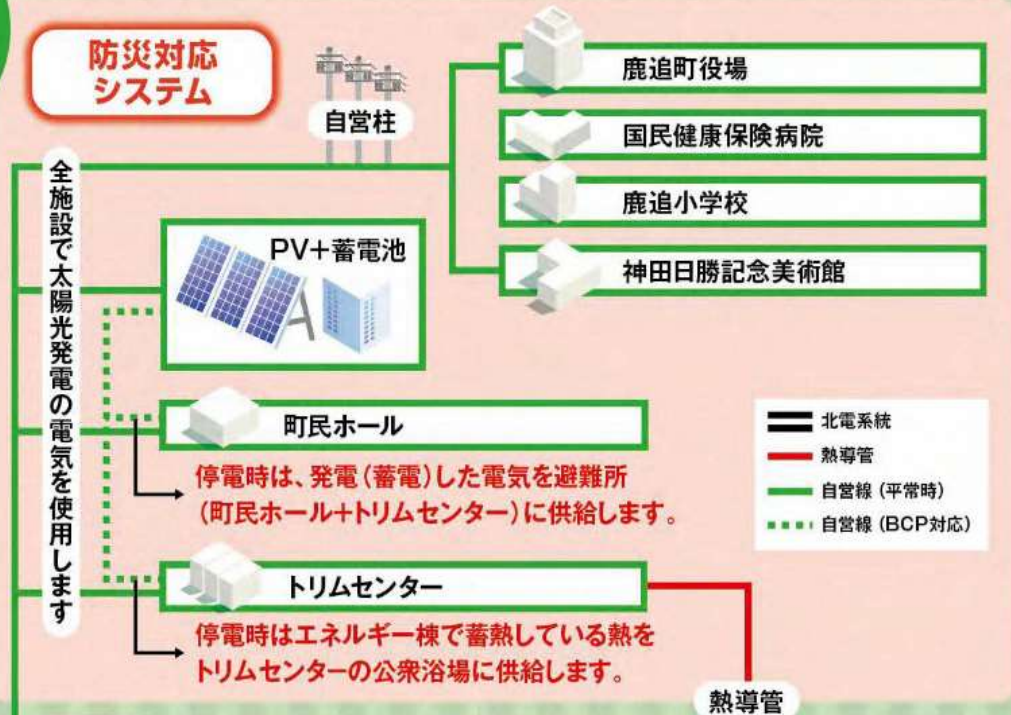 防災対応
システム
自営柱
鹿追町役場
国民健康保険病院
鹿追小学校
神田日勝記念美術館
全施設で太陽光発電の電気を使用します
PV+蓄電池
町民ホール
停電時は、発電(蓄電)した電気を避難所
(町民ホール+トリムセンター)に供給します。
北電系統
熱導管
自営線(平常時)
自営線(BCP対応)
トリムセンター
停電時はエネルギー棟で蓄熱している熱を
トリムセンターの公衆浴場に供給します。
熱導管